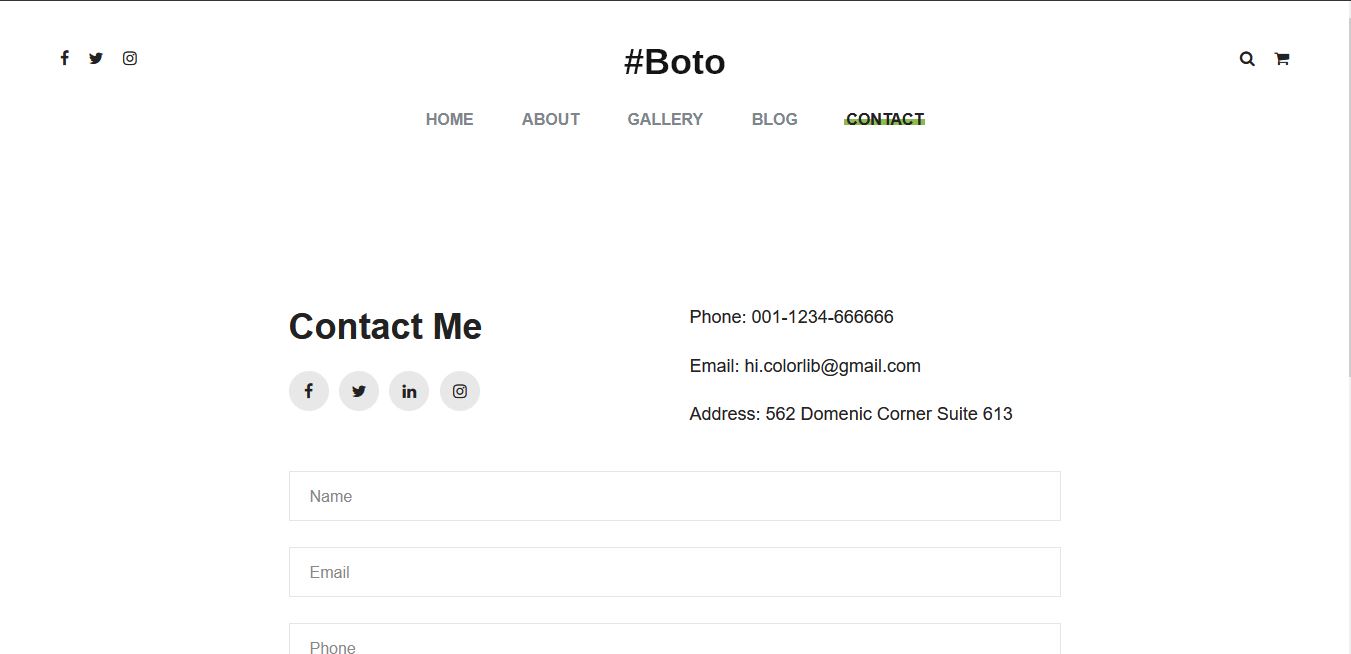 #Boto
HOME ABOUT GALLERY BLOG CONTACT
Contact Me
Phone: 001-1234-666666
Email: hi.colorlib@gmail.com
Address: 562 Domenic Corner Suite 613
Name
Email
Phone